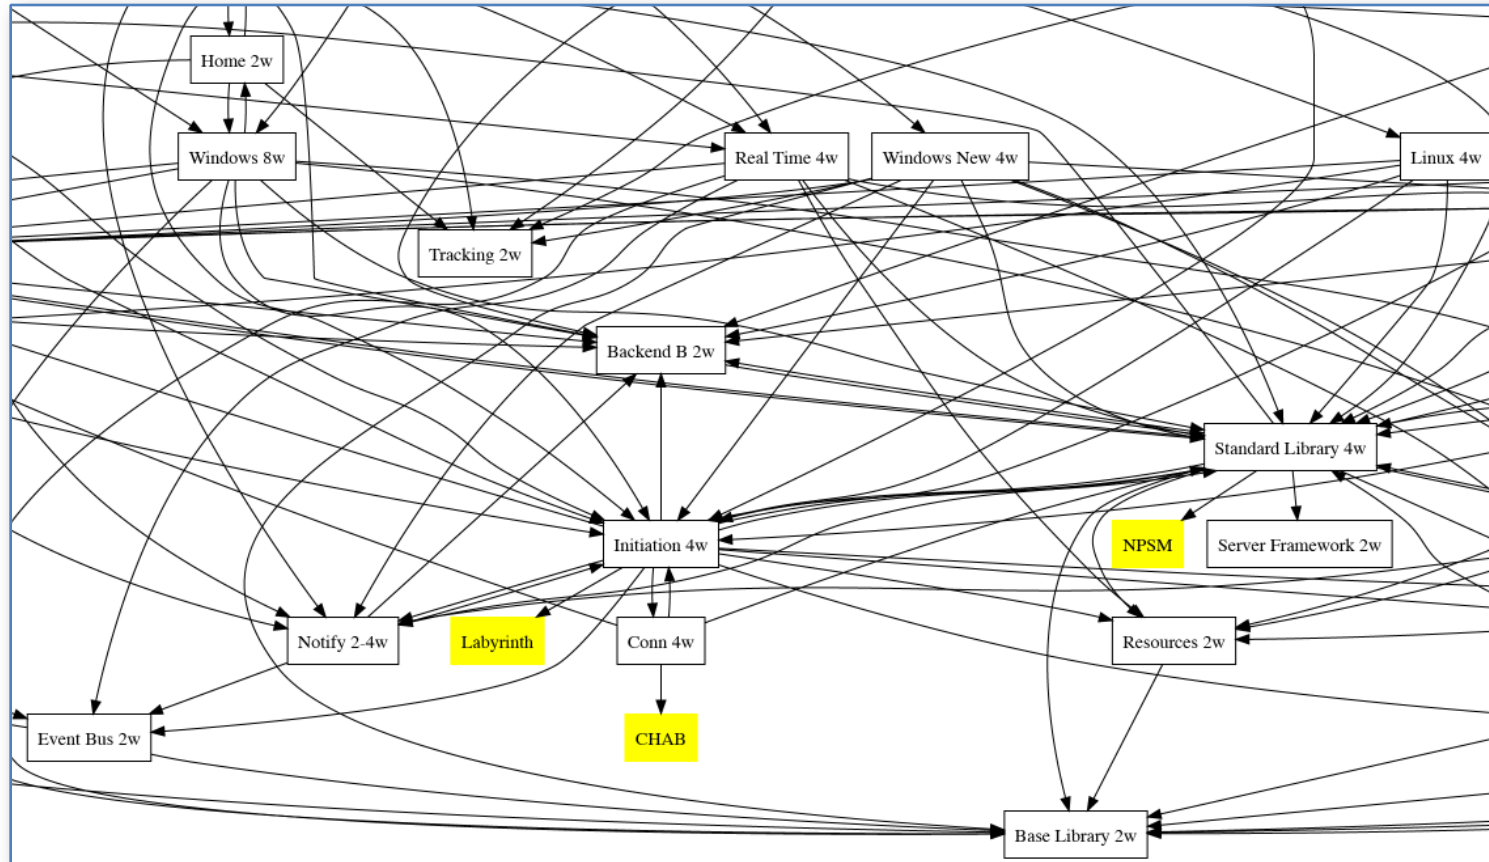 Home 2w
Windows 8w
Real Time 4w
Windows New 4w
Linux 4w
Tracking 2w
Backend B 2w
Standard Library 4w
Initiation 4w
NPSM
Server Framework 2w
Notify 2-4w
Labyrinth
Conn 4w
Resources 2w
Event Bus 2w
CHAB
Base Library 2w